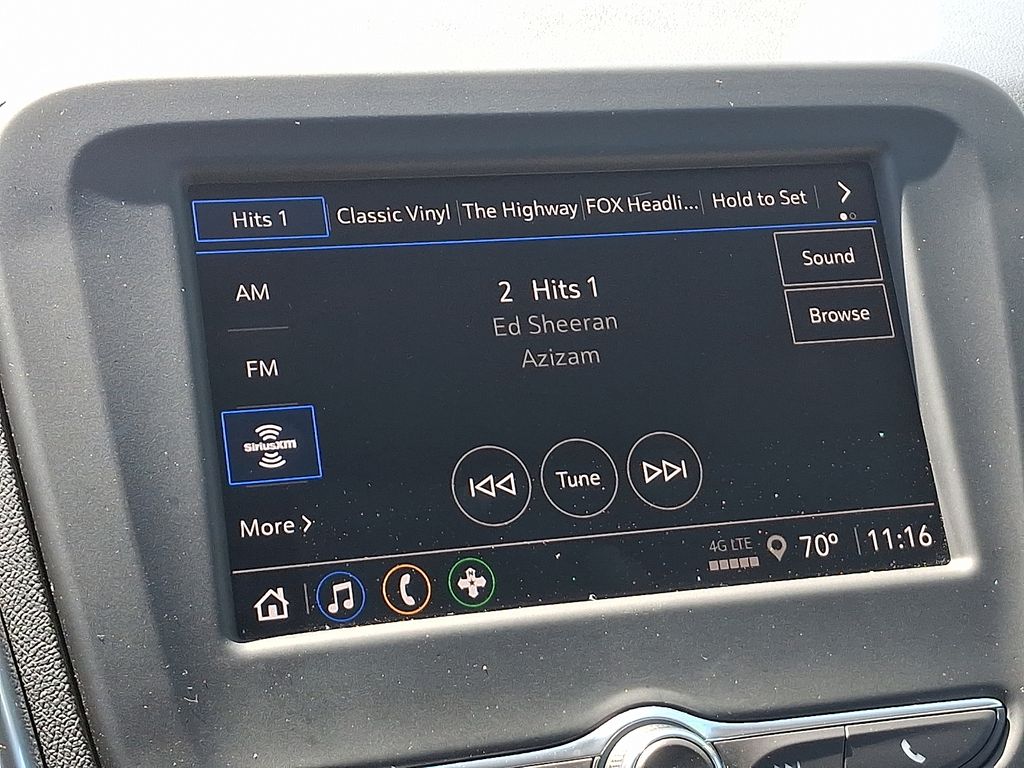 Hits 1 Classic Vinyl The Highway FOX Headli... Hold to Set
Sound
AM
2 Hits 1
Ed Sheeran
Browse
Azizam
FM
SiriusXM
Tune
More
4G LTE 70° 11:16